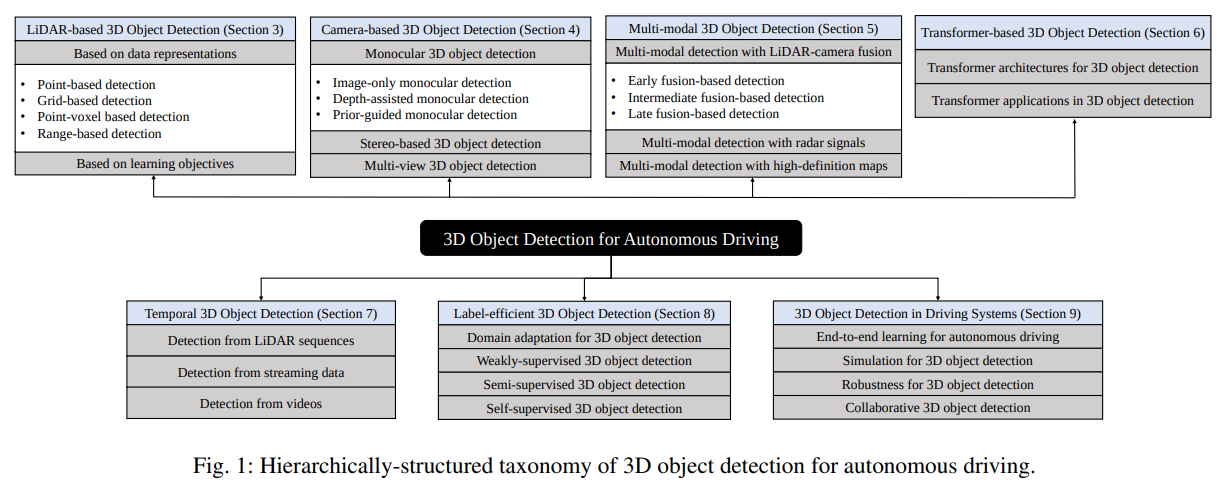 LiDAR-based 3D Object Detection (Section 3)
Based on data representations
• Point-based detection
• Grid-based detection
• Point-voxel based detection
• Range-based detection
Based on learning objectives
Camera-based 3D Object Detection (Section 4)
Monocular 3D object detection
• Image-only monocular detection
• Depth-assisted monocular detection
• Prior-guided monocular detection
Stereo-based 3D object detection
Multi-view 3D object detection
Multi-modal 3D Object Detection (Section 5)
Multi-modal detection with LiDAR-camera fusion
• Early fusion-based detection
• Intermediate fusion-based detection
• Late fusion-based detection
Multi-modal detection with radar signals
Multi-modal detection with high-definition maps
Transformer-based 3D Object Detection (Section 6)
Transformer architectures for 3D object detection
Transformer applications in 3D object detection
3D Object Detection for Autonomous Driving
Temporal 3D Object Detection (Section 7)
Detection from LiDAR sequences
Detection from streaming data
Detection from videos
Label-efficient 3D Object Detection (Section 8)
Domain adaptation for 3D object detection
Weakly-supervised 3D object detection
Semi-supervised 3D object detection
Self-supervised 3D object detection
3D Object Detection in Driving Systems (Section 9)
End-to-end learning for autonomous driving
Simulation for 3D object detection
Robustness for 3D object detection
Collaborative 3D object detection
Fig. 1: Hierarchically-structured taxonomy of 3D object detection for autonomous driving.